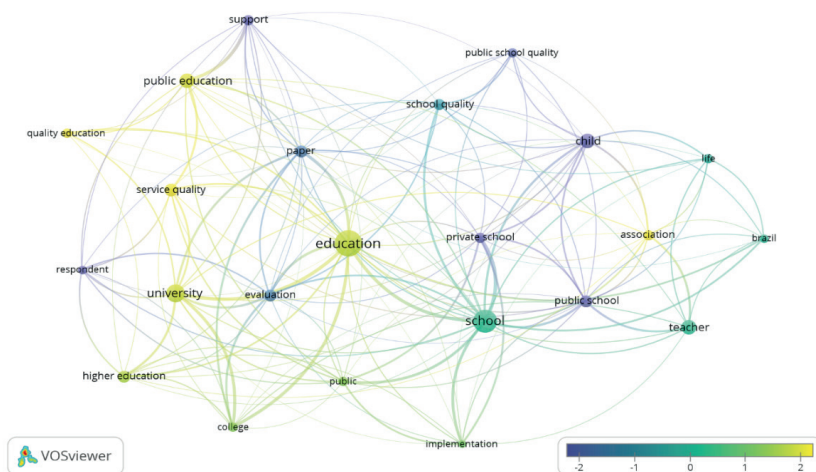 support
public school quality
public education
school quality
quality education
child
paper
life
service quality
education
private school
association
brazil
respondent
university
evaluation
public school
school
teacher
higher education
public
college
implementation
VOSviewer
-2 -1 0 1 2